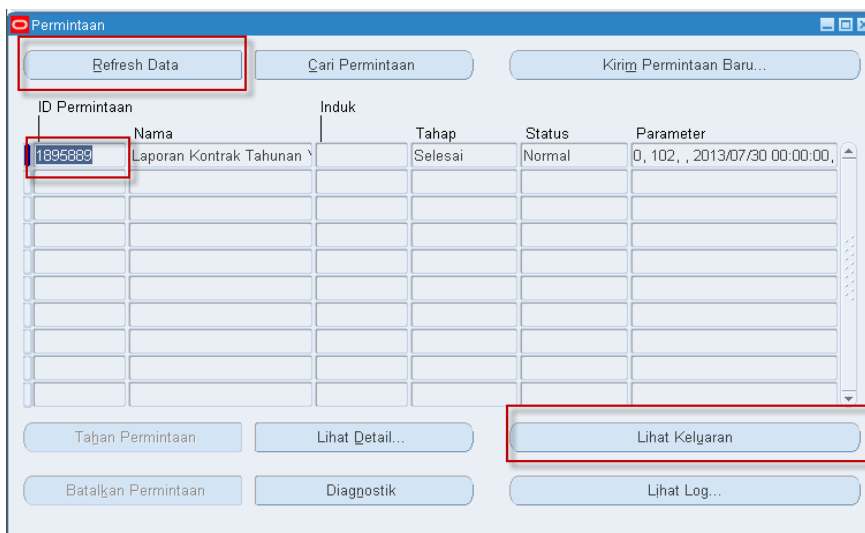 Permintaan
Refresh Data
Cari Permintaan
Kirim Permintaan Baru...
ID Permintaan
Induk
Nama
Tahap
Status
Parameter
1895889
Laporan Kontrak Tahunan
Selesai
Normal
0, 102, , 2013/07/30 00:00:00,
Tahan Permintaan
Lihat Detail...
Lihat Keluaran
Batalkan Permintaan
Diagnostik
Lihat Log...